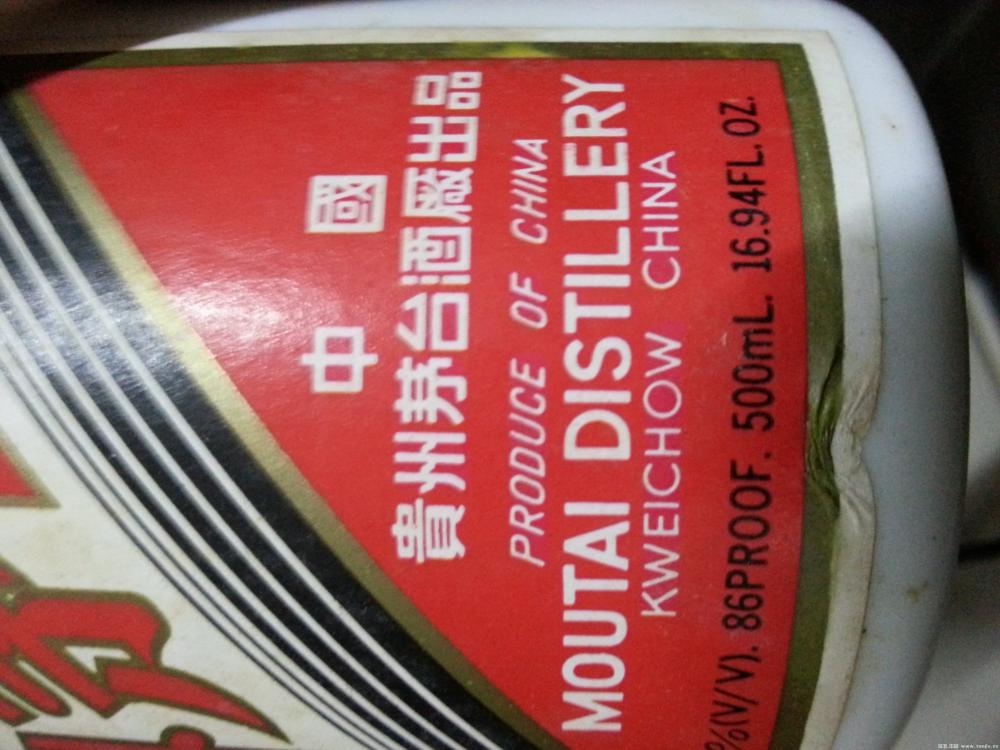 中國
貴州茅台酒廠出品
PRODUCE OF CHINA
MOUTAI DISTILLERY
KWEICHOW CHINA
%(V/V). 86PROOF. 500mL. 16.94FL.OZ.